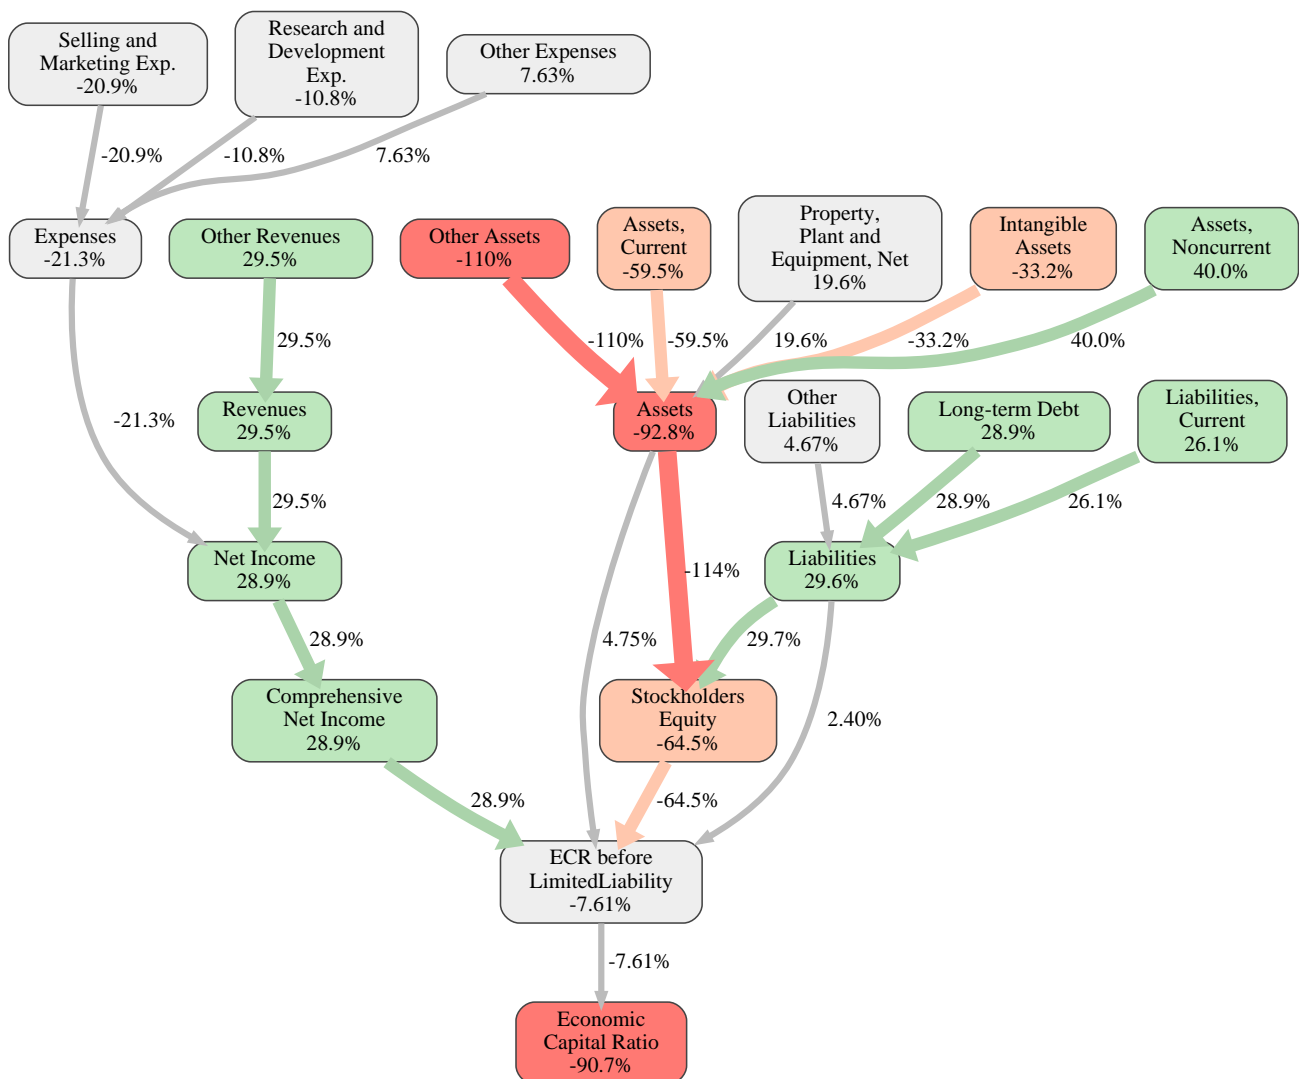 Selling and
Marketing Exp.
-20.9%
Research and
Development
Exp.
-10.8%
Other Expenses
7.63%
-20.9%
-10.8%
7.63%
Expenses
-21.3%
Other Revenues
29.5%
Other Assets
-110%
Assets,
Current
-59.5%
Property,
Plant and
Equipment, Net
19.6%
Intangible
Assets
-33.2%
Assets,
Noncurrent
40.0%
29.5%
-110%
-59.5%
19.6%
-33.2%
40.0%
-21.3%
Revenues
29.5%
Assets
-92.8%
Other
Liabilities
4.67%
Long-term Debt
28.9%
Liabilities,
Current
26.1%
29.5%
4.67%
28.9%
26.1%
Net Income
28.9%
-114%
Liabilities
29.6%
28.9%
4.75%
29.7%
2.40%
Comprehensive
Net Income
28.9%
Stockholders
Equity
-64.5%
28.9%
-64.5%
ECR before
LimitedLiability
-7.61%
-7.61%
Economic
Capital Ratio
-90.7%